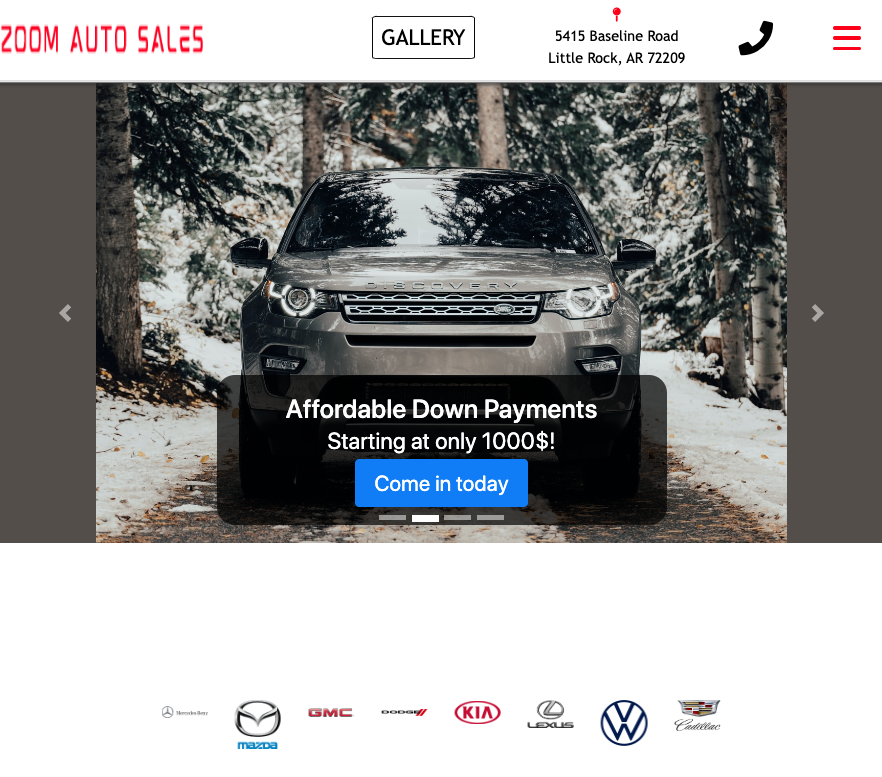 ZOOM AUTO SALES
GALLERY
5415 Baseline Road
Little Rock, AR 72209
DISCOVERY
Affordable Down Payments
Starting at only 1000$!
Come in today
Mercedes-Benz
mazda
GMC
DODGE
KIA
LEXUS
Cadillac